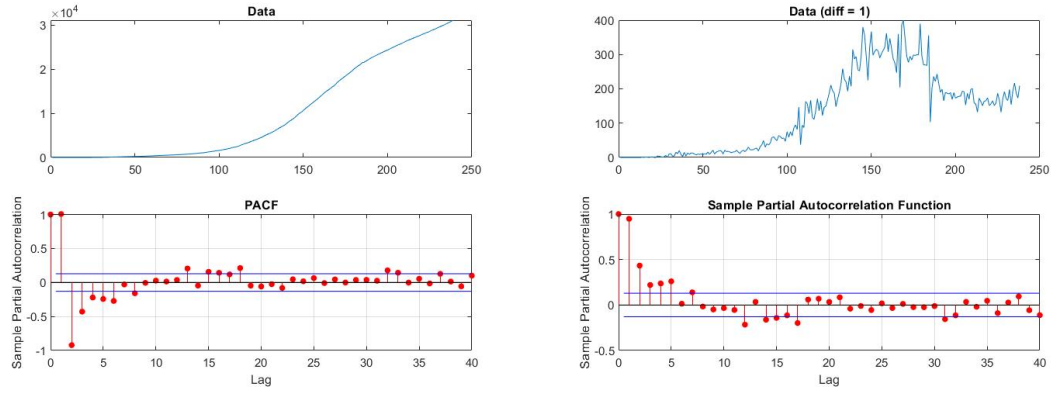 Data
×10⁴
3
2
1
0
0 50 100 150 200 250
Data (diff = 1)
400
300
200
100
0
0 50 100 150 200 250
PACF
Sample Partial Autocorrelation
1
0.5
0
-0.5
-1
0 5 10 15 20 25 30 35 40
Lag
Sample Partial Autocorrelation Function
Sample Partial Autocorrelation
1
0.5
0
-0.5
0 5 10 15 20 25 30 35 40
Lag